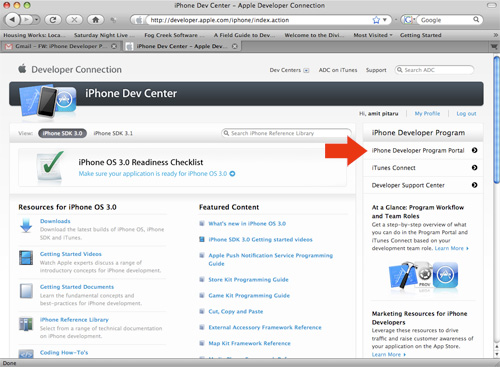 iPhone Dev Center – Apple Developer Connection
http://developer.apple.com/iphone/index.action
Google
Housing Works: Loca...
Saturday Night Live ...
Fog Creek Software ...
A Field Guide to Dev...
Welcome to the Divi...
Most Visited
Getting Started
Gmail - FW: iPhone Developer P...
iPhone Dev Center - Apple Dev...
Developer Connection
Dev Centers
ADC on iTunes
Support
Search ADC
iPhone Dev Center
Hi, amit pitaru
My Profile
Log out
View:
iPhone SDK 3.0
iPhone SDK 3.1
Search iPhone Reference Library
iPhone OS 3.0 Readiness Checklist
Make sure your application is ready for iPhone OS 3.0
Resources for iPhone OS 3.0
Downloads
Download the latest builds of iPhone OS, iPhone SDK
and iTunes.
Getting Started Videos
Watch Apple experts discuss a range of
introductory concepts for iPhone development.
Getting Started Documents
Learn the fundamental concepts and
best-practices for iPhone development.
iPhone Reference Library
Select from a range of technical documentation
on iPhone development.
Coding How-To's
Featured Content
What's new in iPhone OS 3.0
iPhone SDK 3.0 Getting started videos
Apple Push Notification Service Programming
Guide
Store Kit Programming Guide
Game Kit Programming Guide
Cut, Copy and Paste
External Accessory Framework Reference
Map Kit Framework Reference
iPhone Developer Program
iPhone Developer Program Portal
iTunes Connect
Developer Support Center
At a Glance: Program Workflow
and Team Roles
Get a step-by-step overview of what
you can do in the Program Portal and
iTunes Connect based on your
development team role. Learn More
PROV
Marketing Resources for iPhone
Developers
Leverage these resources to drive
traffic and raise customer awareness of
your application on the App Store.
Learn More
Done